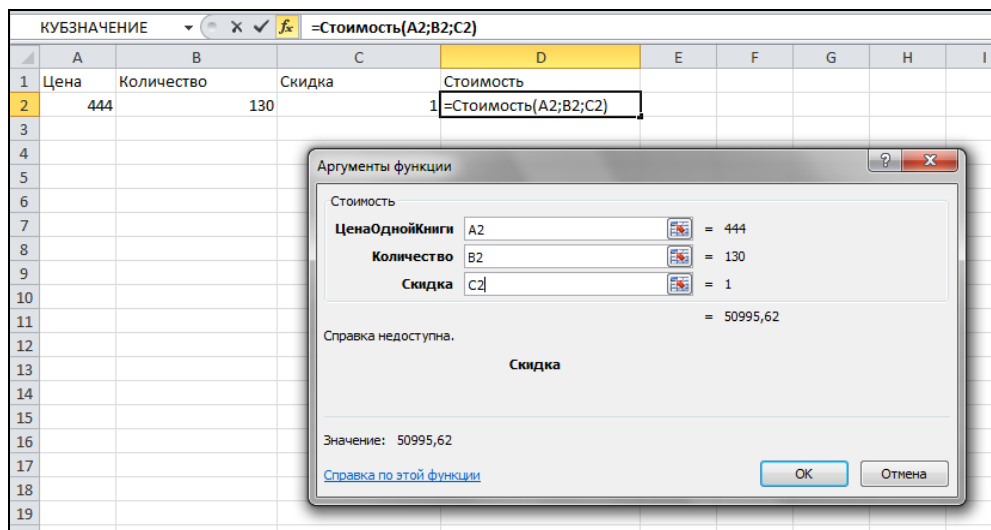 КУБЗНАЧЕНИЕ fx =Стоимость(A2;B2;C2)
A B C D E F G H I
1 Цена Количество Скидка Стоимость
2 444 130 1 =Стоимость(A2;B2;C2)
3
4
5
6
7
8
9
10
11
12
13
14
15
16
17
18
19
Аргументы функции ?
Стоимость
ЦенаОднойКниги A2 = 444
Количество B2 = 130
Скидка C2 = 1
= 50995,62
Справка недоступна.
Скидка
Значение: 50995,62
Справка по этой функции OK Отмена